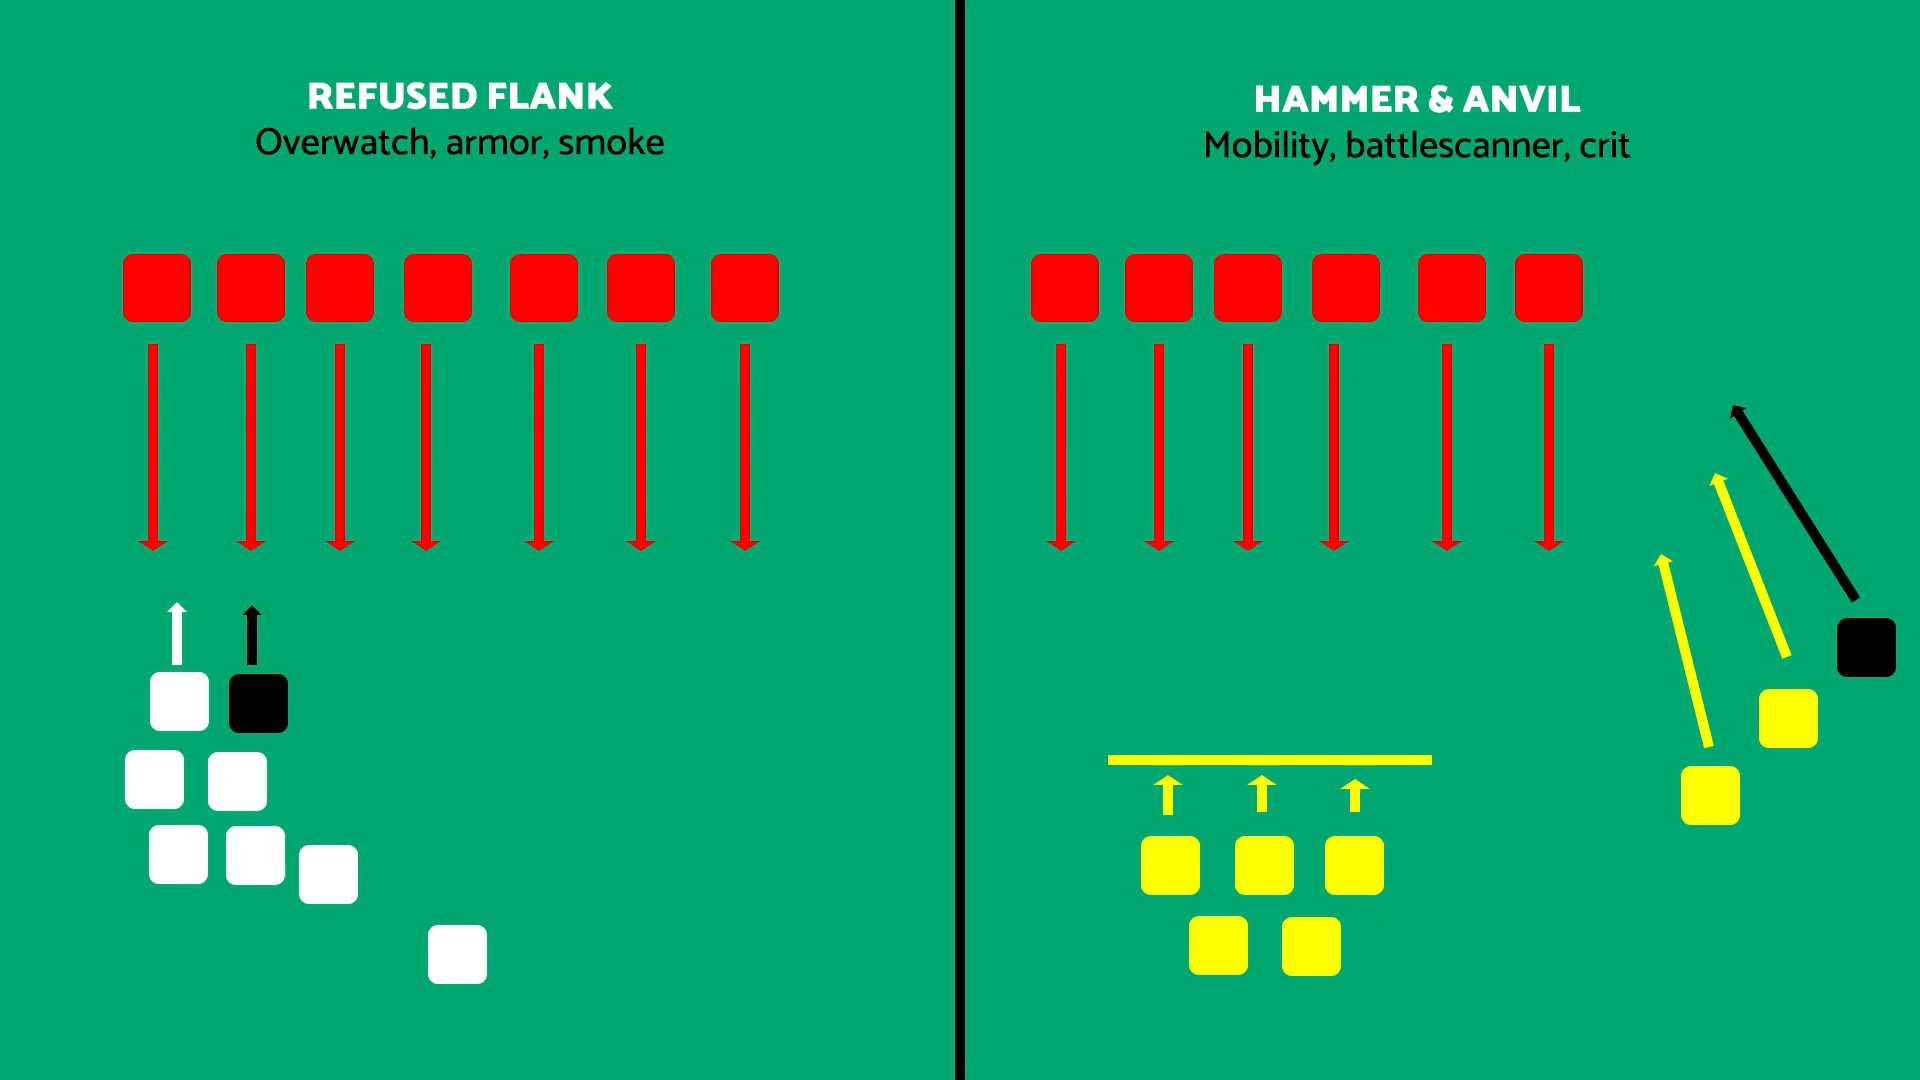 REFUSED FLANK
Overwatch, armor, smoke
HAMMER & ANVIL
Mobility, battlescanner, crit